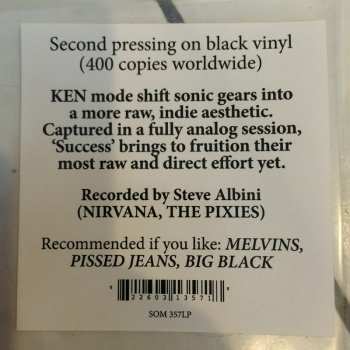 Second pressing on black vinyl
(400 copies worldwide)
KEN mode shift sonic gears into
a more raw, indie aesthetic.
Captured in a fully analog session,
‘Success’ brings to fruition their
most raw and direct effort yet.
Recorded by Steve Albini
(NIRVANA, THE PIXIES)
Recommended if you like: MELVINS,
PISSED JEANS, BIG BLACK
22603 13571
SOM 357LP